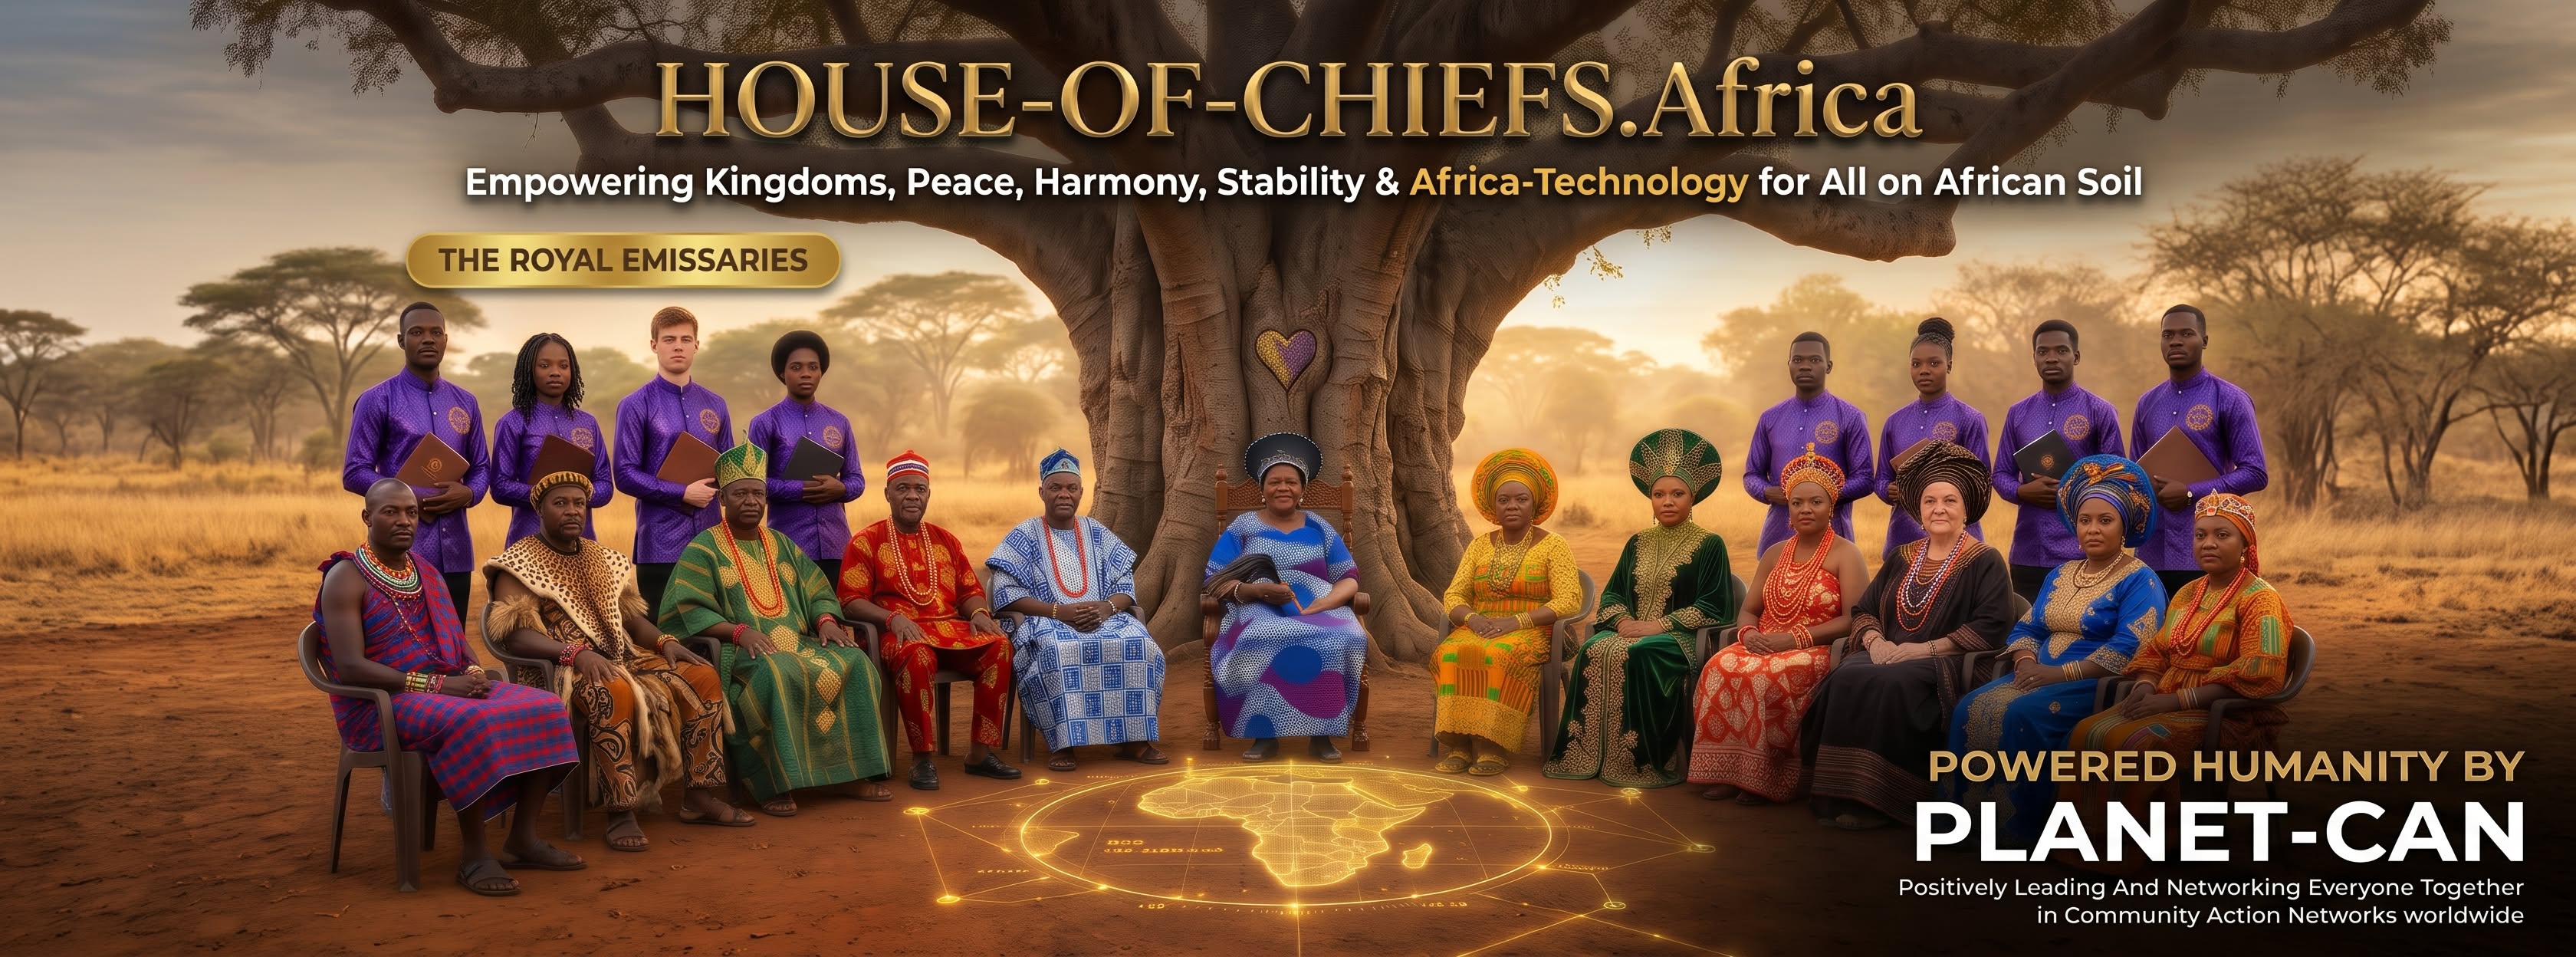 HOUSE-OF-CHIEFS.Africa
Empowering Kingdoms, Peace, Harmony, Stability & Africa-Technology for All on African Soil
THE ROYAL EMISSARIES
POWERED HUMANITY BY
PLANET-CAN
Positively Leading And Networking Everyone Together
in Community Action Networks worldwide